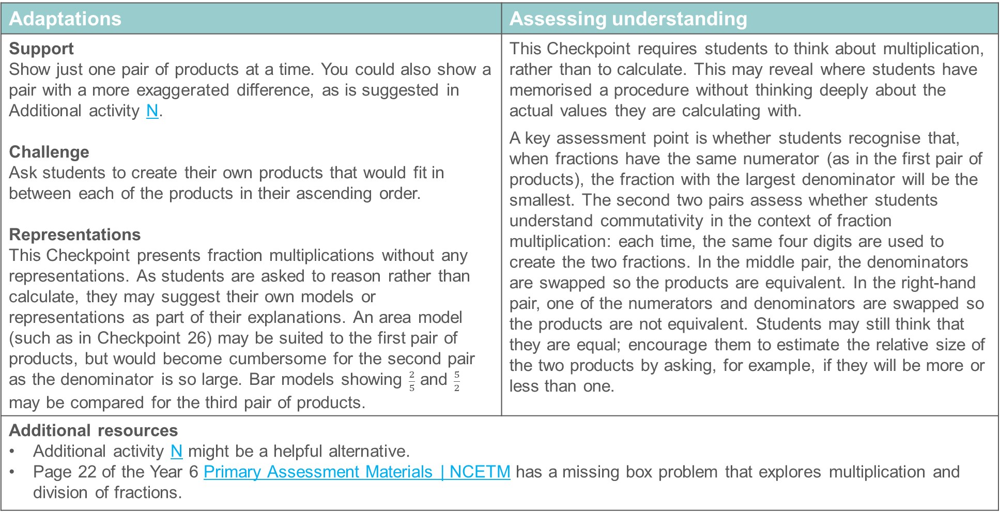 Adaptations
Support
Show just one pair of products at a time. You could also show a
pair with a more exaggerated difference, as is suggested in
Additional activity N.
Challenge
Ask students to create their own products that would fit in
between each of the products in their ascending order.
Representations
This Checkpoint presents fraction multiplications without any
representations. As students are asked to reason rather than
calculate, they may suggest their own models or
representations as part of their explanations. An area model
(such as in Checkpoint 26) may be suited to the first pair of
products, but would become cumbersome for the second pair
as the denominator is so large. Bar models showing 2/5 and 5/2
may be compared for the third pair of products.
Assessing understanding
This Checkpoint requires students to think about multiplication,
rather than to calculate. This may reveal where students have
memorised a procedure without thinking deeply about the
actual values they are calculating with.
A key assessment point is whether students recognise that,
when fractions have the same numerator (as in the first pair of
products), the fraction with the largest denominator will be the
smallest. The second two pairs assess whether students
understand commutativity in the context of fraction
multiplication: each time, the same four digits are used to
create the two fractions. In the middle pair, the denominators
are swapped so the products are equivalent. In the right-hand
pair, one of the numerators and denominators are swapped so
the products are not equivalent. Students may still think that
they are equal; encourage them to estimate the relative size of
the two products by asking, for example, if they will be more or
less than one.
Additional resources
• Additional activity N might be a helpful alternative.
• Page 22 of the Year 6 Primary Assessment Materials | NCETM has a missing box problem that explores multiplication and
division of fractions.